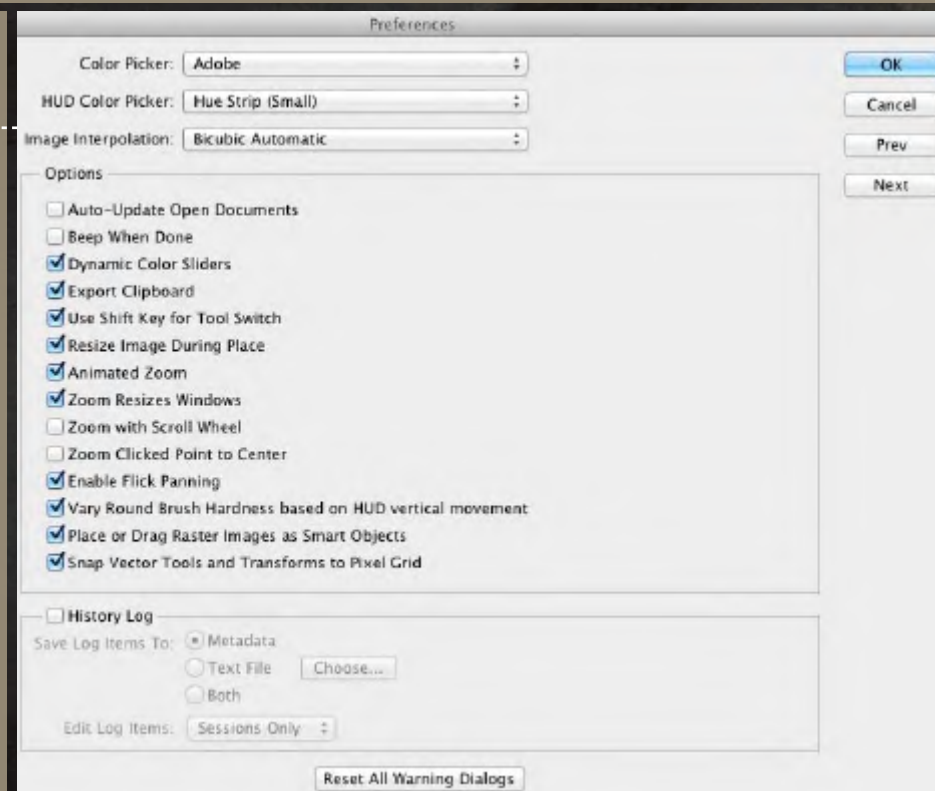 Preferences
Color Picker: Adobe
OK
HUD Color Picker: Hue Strip (Small)
Cancel
Image Interpolation: Bicubic Automatic
Prev
Options
Next
Auto-Update Open Documents
Beep When Done
Dynamic Color Sliders
Export Clipboard
Use Shift Key for Tool Switch
Resize Image During Place
Animated Zoom
Zoom Resizes Windows
Zoom with Scroll Wheel
Zoom Clicked Point to Center
Enable Flick Panning
Vary Round Brush Hardness based on HUD vertical movement
Place or Drag Raster Images as Smart Objects
Snap Vector Tools and Transforms to Pixel Grid
History Log
Save Log Items To: Metadata
Text File Choose...
Both
Edit Log Items: Sessions Only
Reset All Warning Dialogs